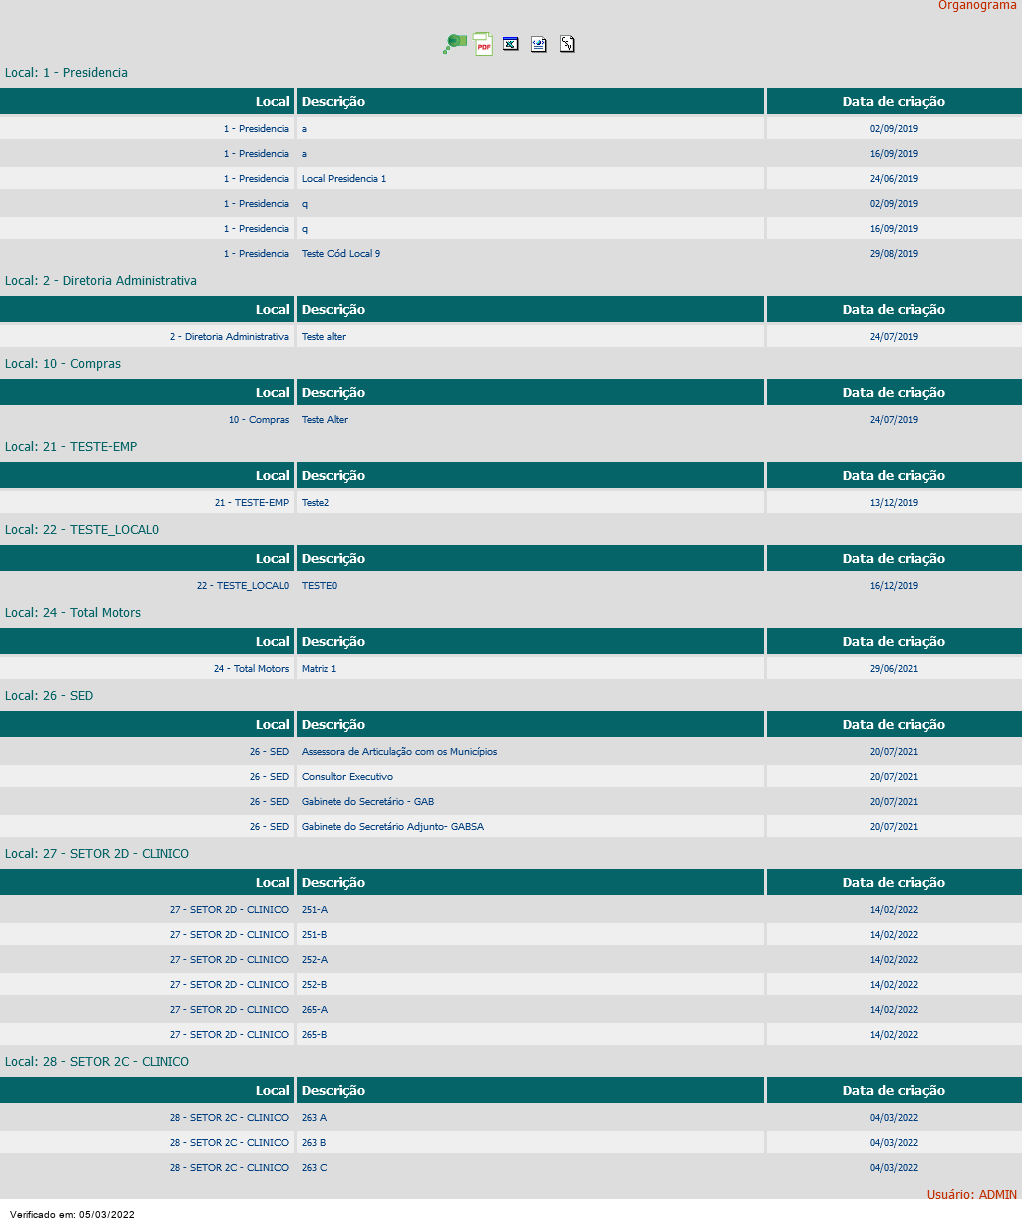 Organograma
PDF
Local: 1 - Presidencia
Local Descrição Data de criação
1 - Presidencia a 02/09/2019
1 - Presidencia a 16/09/2019
1 - Presidencia Local Presidencia 1 24/06/2019
1 - Presidencia q 02/09/2019
1 - Presidencia q 16/09/2019
1 - Presidencia Teste Cód Local 9 29/08/2019
Local: 2 - Diretoria Administrativa
Local Descrição Data de criação
2 - Diretoria Administrativa Teste alter 24/07/2019
Local: 10 - Compras
Local Descrição Data de criação
10 - Compras Teste Alter 24/07/2019
Local: 21 - TESTE-EMP
Local Descrição Data de criação
21 - TESTE-EMP Teste2 13/12/2019
Local: 22 - TESTE_LOCAL0
Local Descrição Data de criação
22 - TESTE_LOCAL0 TESTE0 16/12/2019
Local: 24 - Total Motors
Local Descrição Data de criação
24 - Total Motors Matriz 1 29/06/2021
Local: 26 - SED
Local Descrição Data de criação
26 - SED Assessora de Articulação com os Municípios 20/07/2021
26 - SED Consultor Executivo 20/07/2021
26 - SED Gabinete do Secretário - GAB 20/07/2021
26 - SED Gabinete do Secretário Adjunto- GABSA 20/07/2021
Local: 27 - SETOR 2D - CLINICO
Local Descrição Data de criação
27 - SETOR 2D - CLINICO 251-A 14/02/2022
27 - SETOR 2D - CLINICO 251-B 14/02/2022
27 - SETOR 2D - CLINICO 252-A 14/02/2022
27 - SETOR 2D - CLINICO 252-B 14/02/2022
27 - SETOR 2D - CLINICO 265-A 14/02/2022
27 - SETOR 2D - CLINICO 265-B 14/02/2022
Local: 28 - SETOR 2C - CLINICO
Local Descrição Data de criação
28 - SETOR 2C - CLINICO 263 A 04/03/2022
28 - SETOR 2C - CLINICO 263 B 04/03/2022
28 - SETOR 2C - CLINICO 263 C 04/03/2022
Usuário: ADMIN
Verificado em: 05/03/2022